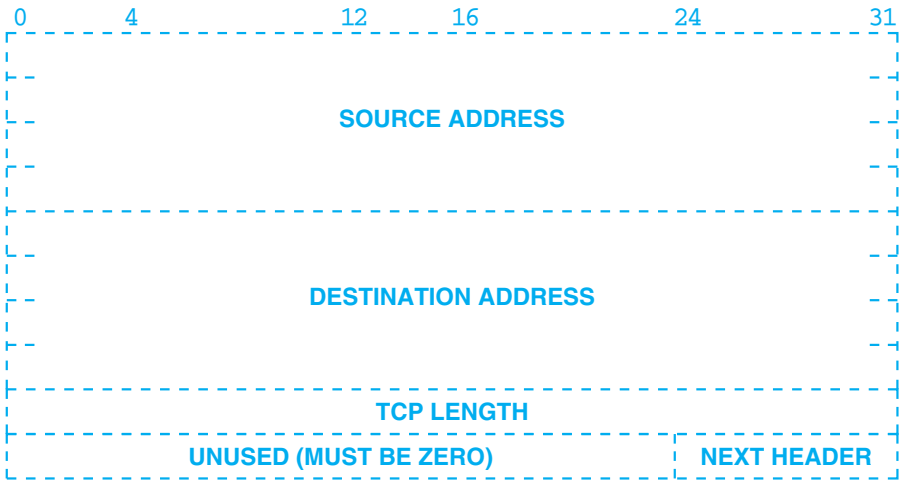 0 4 12 16 24 31
SOURCE ADDRESS
DESTINATION ADDRESS
TCP LENGTH
UNUSED (MUST BE ZERO) NEXT HEADER